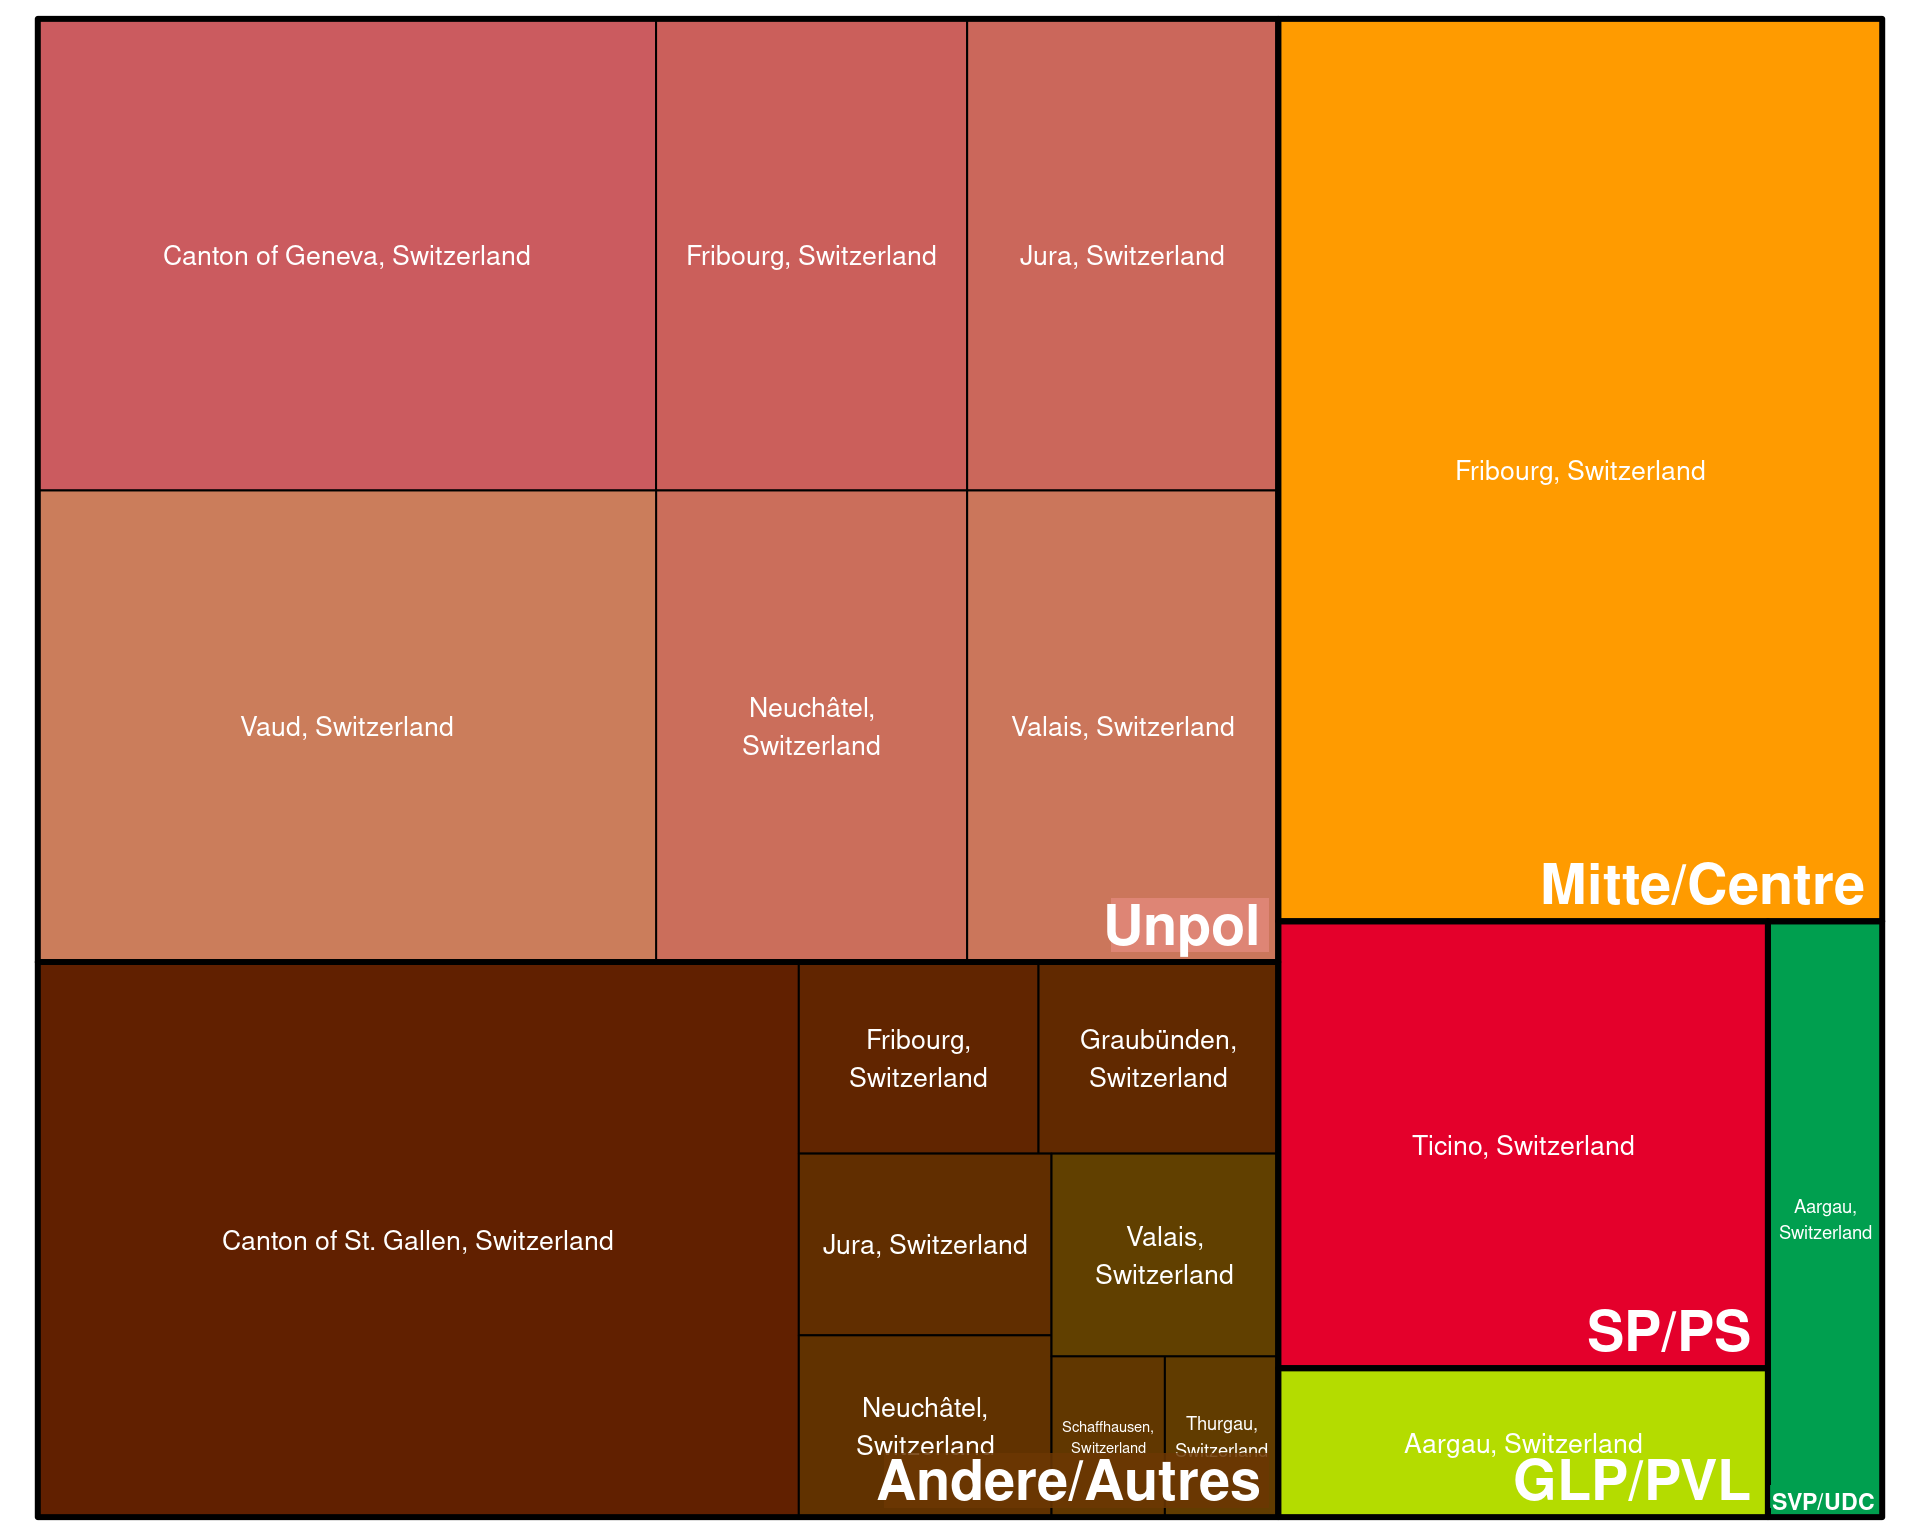 Canton of Geneva, Switzerland
Fribourg, Switzerland
Jura, Switzerland
Vaud, Switzerland
Neuchâtel,
Switzerland
Valais, Switzerland
Unpol
Fribourg, Switzerland
Mitte/Centre
Canton of St. Gallen, Switzerland
Fribourg,
Switzerland
Graubünden,
Switzerland
Jura, Switzerland
Valais,
Switzerland
Neuchâtel,
Switzerland
Schaffhausen,
Switzerland
Thurgau,
Switzerland
Andere/Autres
Ticino, Switzerland
SP/PS
Aargau, Switzerland
GLP/PVL
Aargau,
Switzerland
SVP/UDC